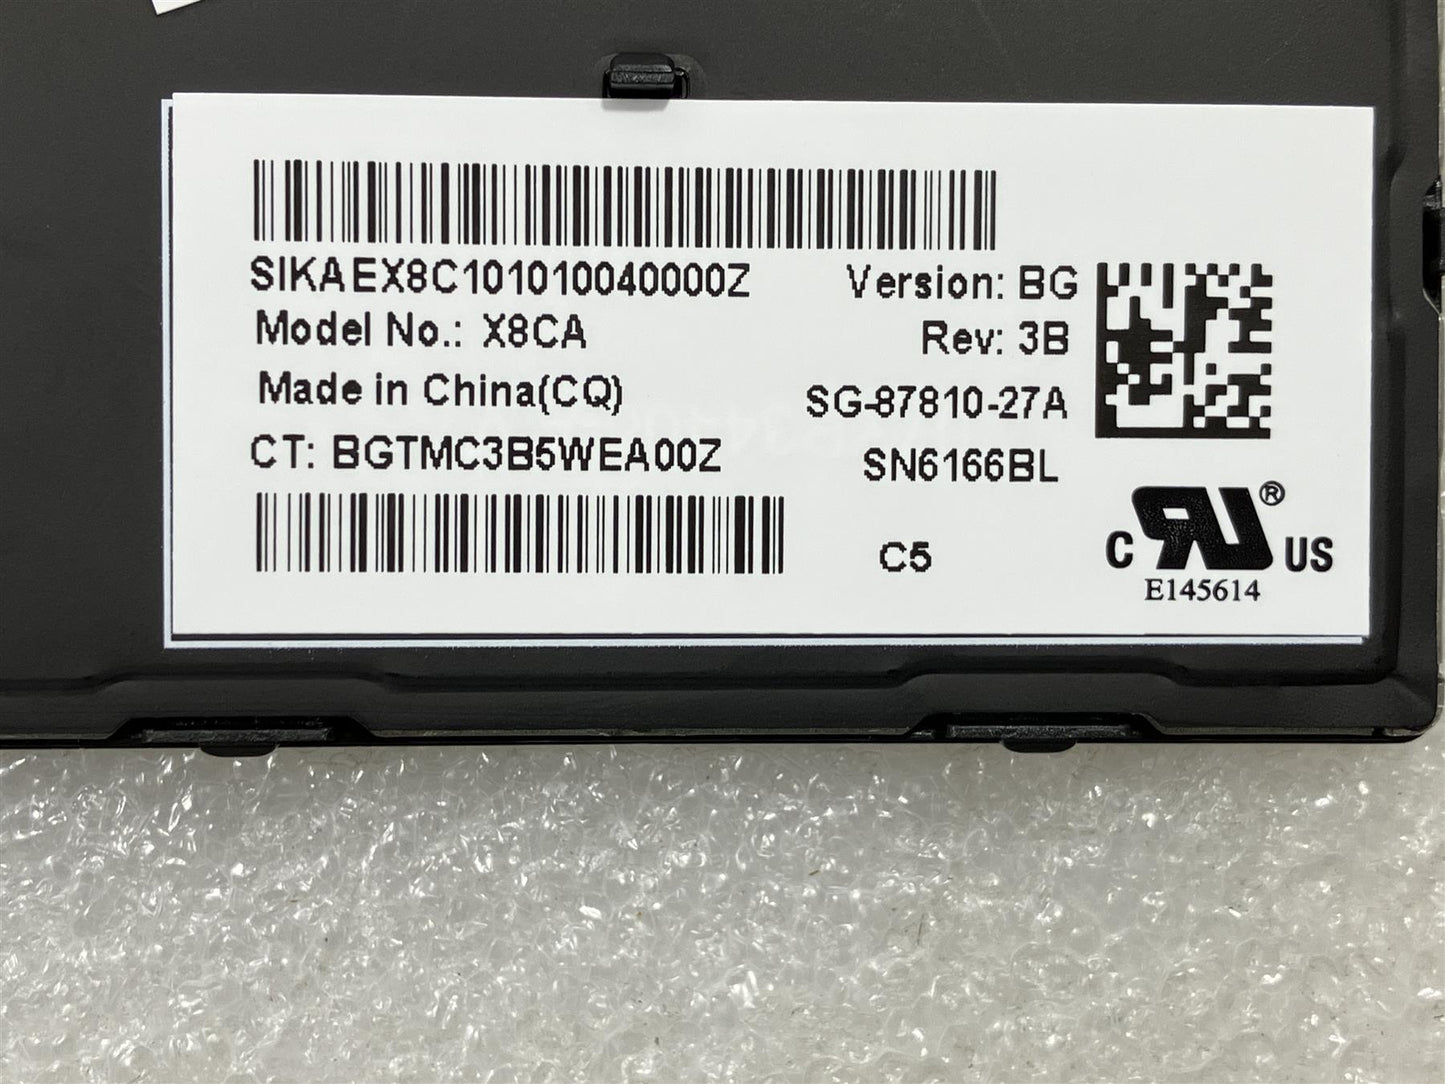 SIKAEX8C101010040000Z
Version: BG
Model No.: X8CA
Rev: 3B
Made in China(CQ)
SG-87810-27A
CT: BGTMC3B5WEA00Z
SN6166BL
C5
C RU ® US
E145614